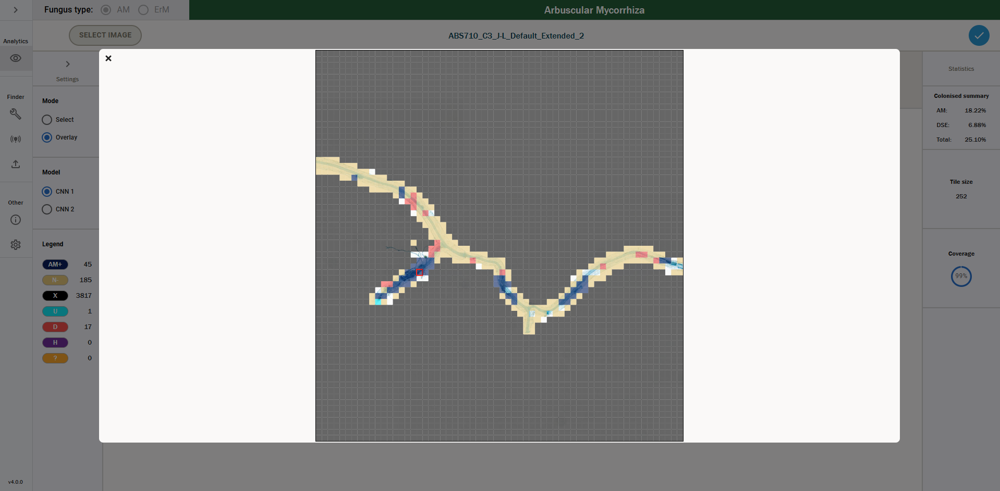 Fungus type: AM ErM
Arbuscular Mycorrhiza
SELECT IMAGE
ABS710_C3_J-L_Default_Extended_2
Analytics
Finder
Other
v4.0.0
Settings
Mode
Select
Overlay
Model
CNN 1
CNN 2
Legend
AM+ 45
N- 185
X 3817
U 1
D 17
H 0
? 0
Statistics
Colonised summary
AM: 18.22%
DSE: 6.88%
Total: 25.10%
Tile size
252
Coverage
99%